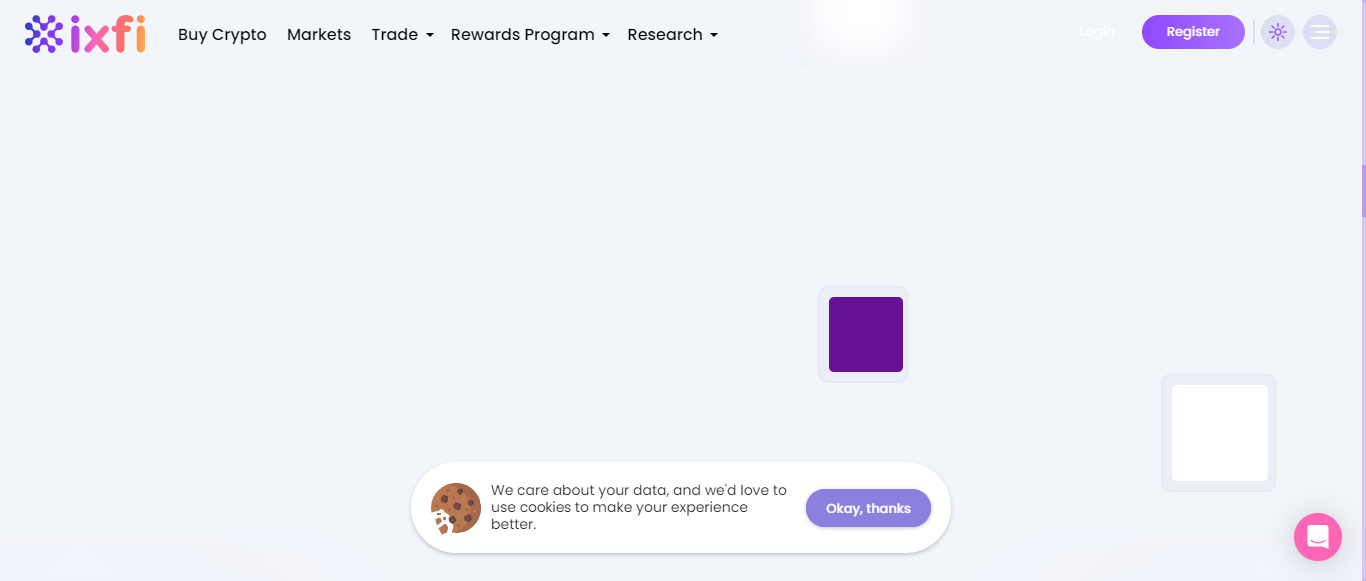 ixfi
Buy Crypto
Markets
Trade
Rewards Program
Research
Login
Register
We care about your data, and we'd love to
use cookies to make your experience
better.
Okay, thanks